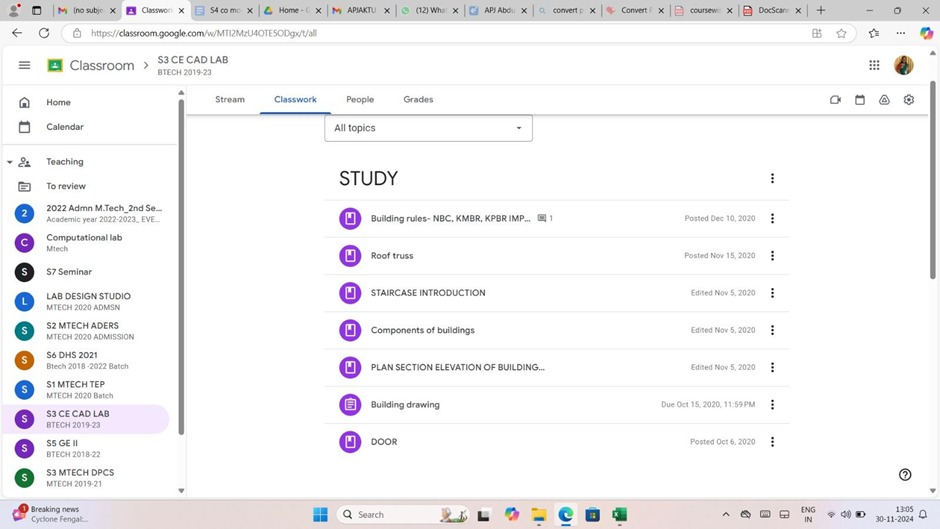 (no subje
Classwork
S4 co mo
Home - G
APJAKTU
(12) What
APJ Abdu
convert p
Convert P
coursewi
DocScann
https://classroom.google.com/w/MTI2MzU4OTE5ODgx/t/all
Classroom
S3 CE CAD LAB
BTECH 2019-23
Home
Calendar
Teaching
To review
2
2022 Admn M.Tech_2nd Se...
Academic year 2022-2023_ EVE...
C
Computational lab
Mtech
S
S7 Seminar
L
LAB DESIGN STUDIO
MTECH 2020 ADMSN
S
S2 MTECH ADERS
MTECH 2020 ADMISSION
S
S6 DHS 2021
Btech 2018 -2022 Batch
S
S1 MTECH TEP
MTECH 2020 Batch
S
S3 CE CAD LAB
BTECH 2019-23
S
S5 GE II
BTECH 2018-22
S
S3 MTECH DPCS
MTECH 2019-21
Stream Classwork People Grades
All topics
STUDY
Building rules- NBC, KMBR, KPBR IMP... 1 Posted Dec 10, 2020
Roof truss Posted Nov 15, 2020
STAIRCASE INTRODUCTION Edited Nov 5, 2020
Components of buildings Edited Nov 5, 2020
PLAN SECTION ELEVATION OF BUILDING... Edited Nov 5, 2020
Building drawing Due Oct 15, 2020, 11:59 PM
DOOR Posted Oct 6, 2020
1
Breaking news
Cyclone Fengal:...
Search
ENG
IN
13:05
30-11-2024